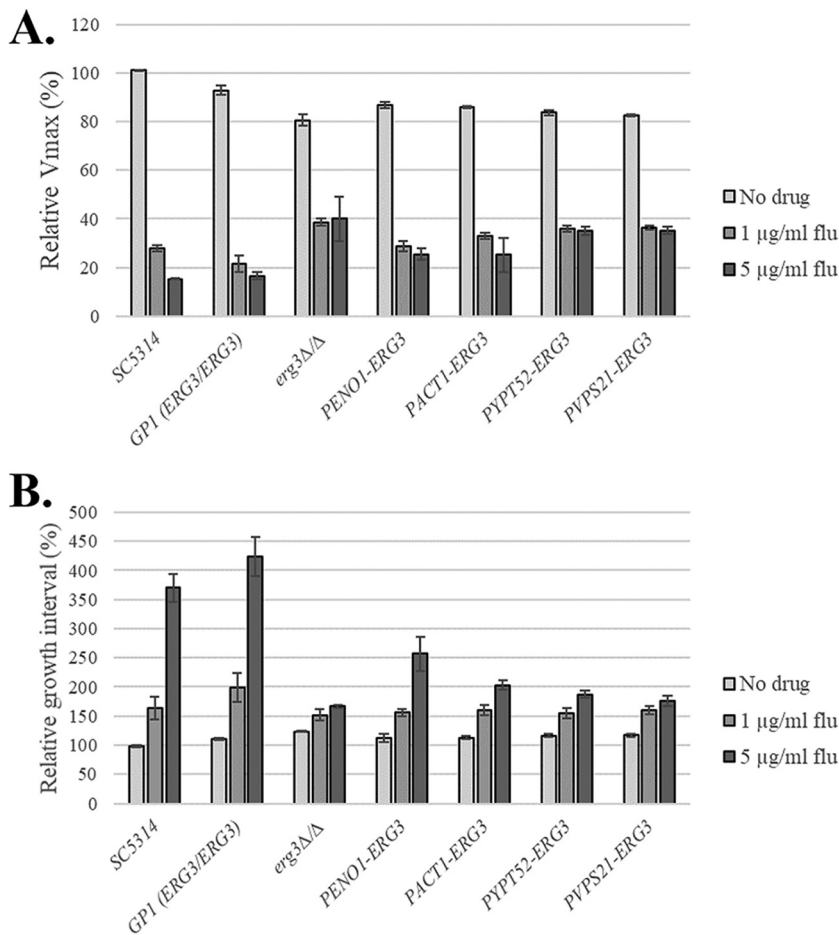 A.
Relative Vmax (%)
120
100
80
60
40
20
0
No drug
1 µg/ml flu
5 µg/ml flu
SC5314
GP1 (ERG3/ERG3)
erg3Δ/Δ
PENO1-ERG3
PACT1-ERG3
PYPT52-ERG3
PVPS21-ERG3
B.
Relative growth interval (%)
500
450
400
350
300
250
200
150
100
50
0
No drug
1 µg/ml flu
5 µg/ml flu
SC5314
GP1 (ERG3/ERG3)
erg3Δ/Δ
PENO1-ERG3
PACT1-ERG3
PYPT52-ERG3
PVPS21-ERG3